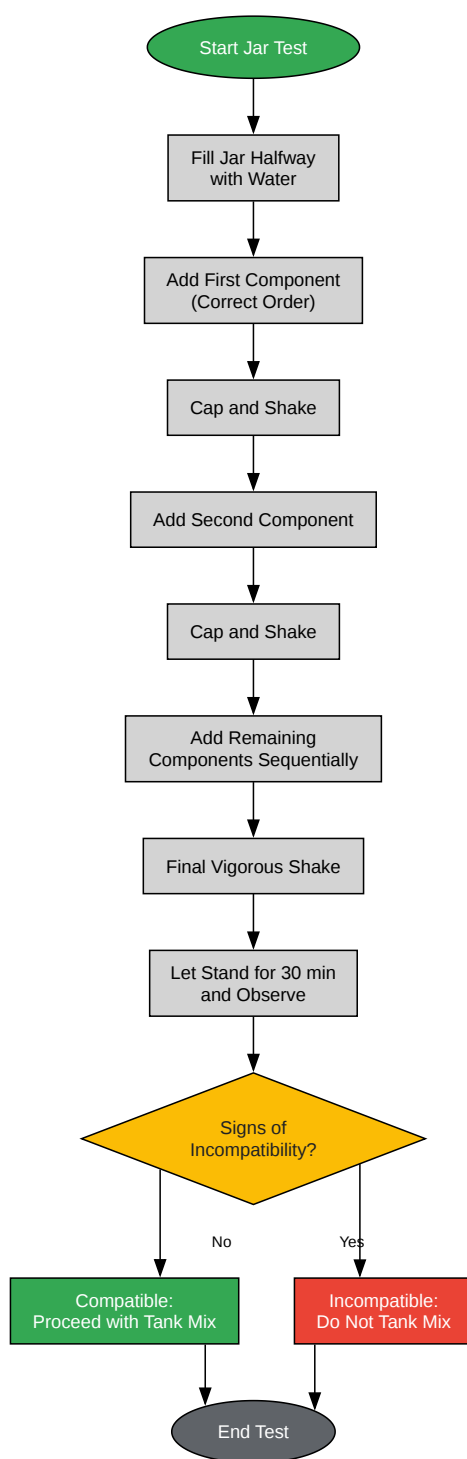 Start Jar Test
Fill Jar Halfway
with Water
Add First Component
(Correct Order)
Cap and Shake
Add Second Component
Cap and Shake
Add Remaining
Components Sequentially
Final Vigorous Shake
Let Stand for 30 min
and Observe
Signs of
Incompatibility?
No
Yes
Compatible:
Proceed with Tank Mix
Incompatible:
Do Not Tank Mix
End Test